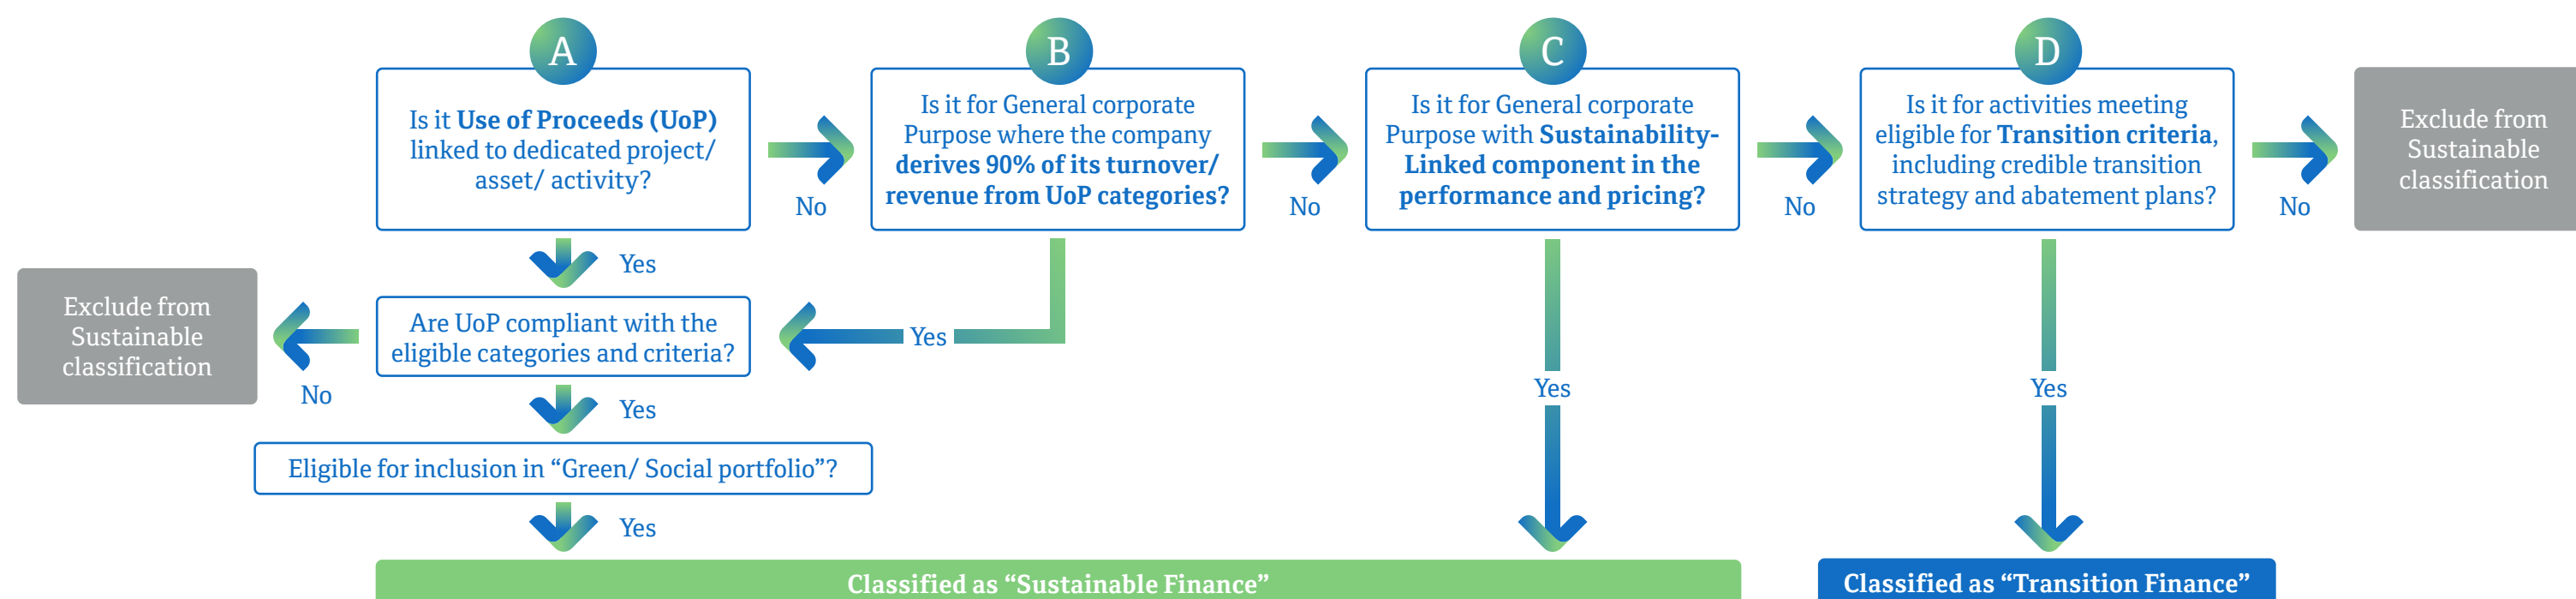 A
Is it Use of Proceeds (UoP)
linked to dedicated project/
asset/ activity?
No
B
Is it for General corporate
Purpose where the company
derives 90% of its turnover/
revenue from UoP categories?
No
C
Is it for General corporate
Purpose with Sustainability-
Linked component in the
performance and pricing?
No
D
Is it for activities meeting
eligible for Transition criteria,
including credible transition
strategy and abatement plans?
No
Exclude from
Sustainable
classification
Yes
Exclude from
Sustainable
classification
No
Are UoP compliant with the
eligible categories and criteria?
Yes
Yes
Yes
Yes
Eligible for inclusion in “Green/ Social portfolio”?
Yes
Classified as “Sustainable Finance”
Classified as “Transition Finance”